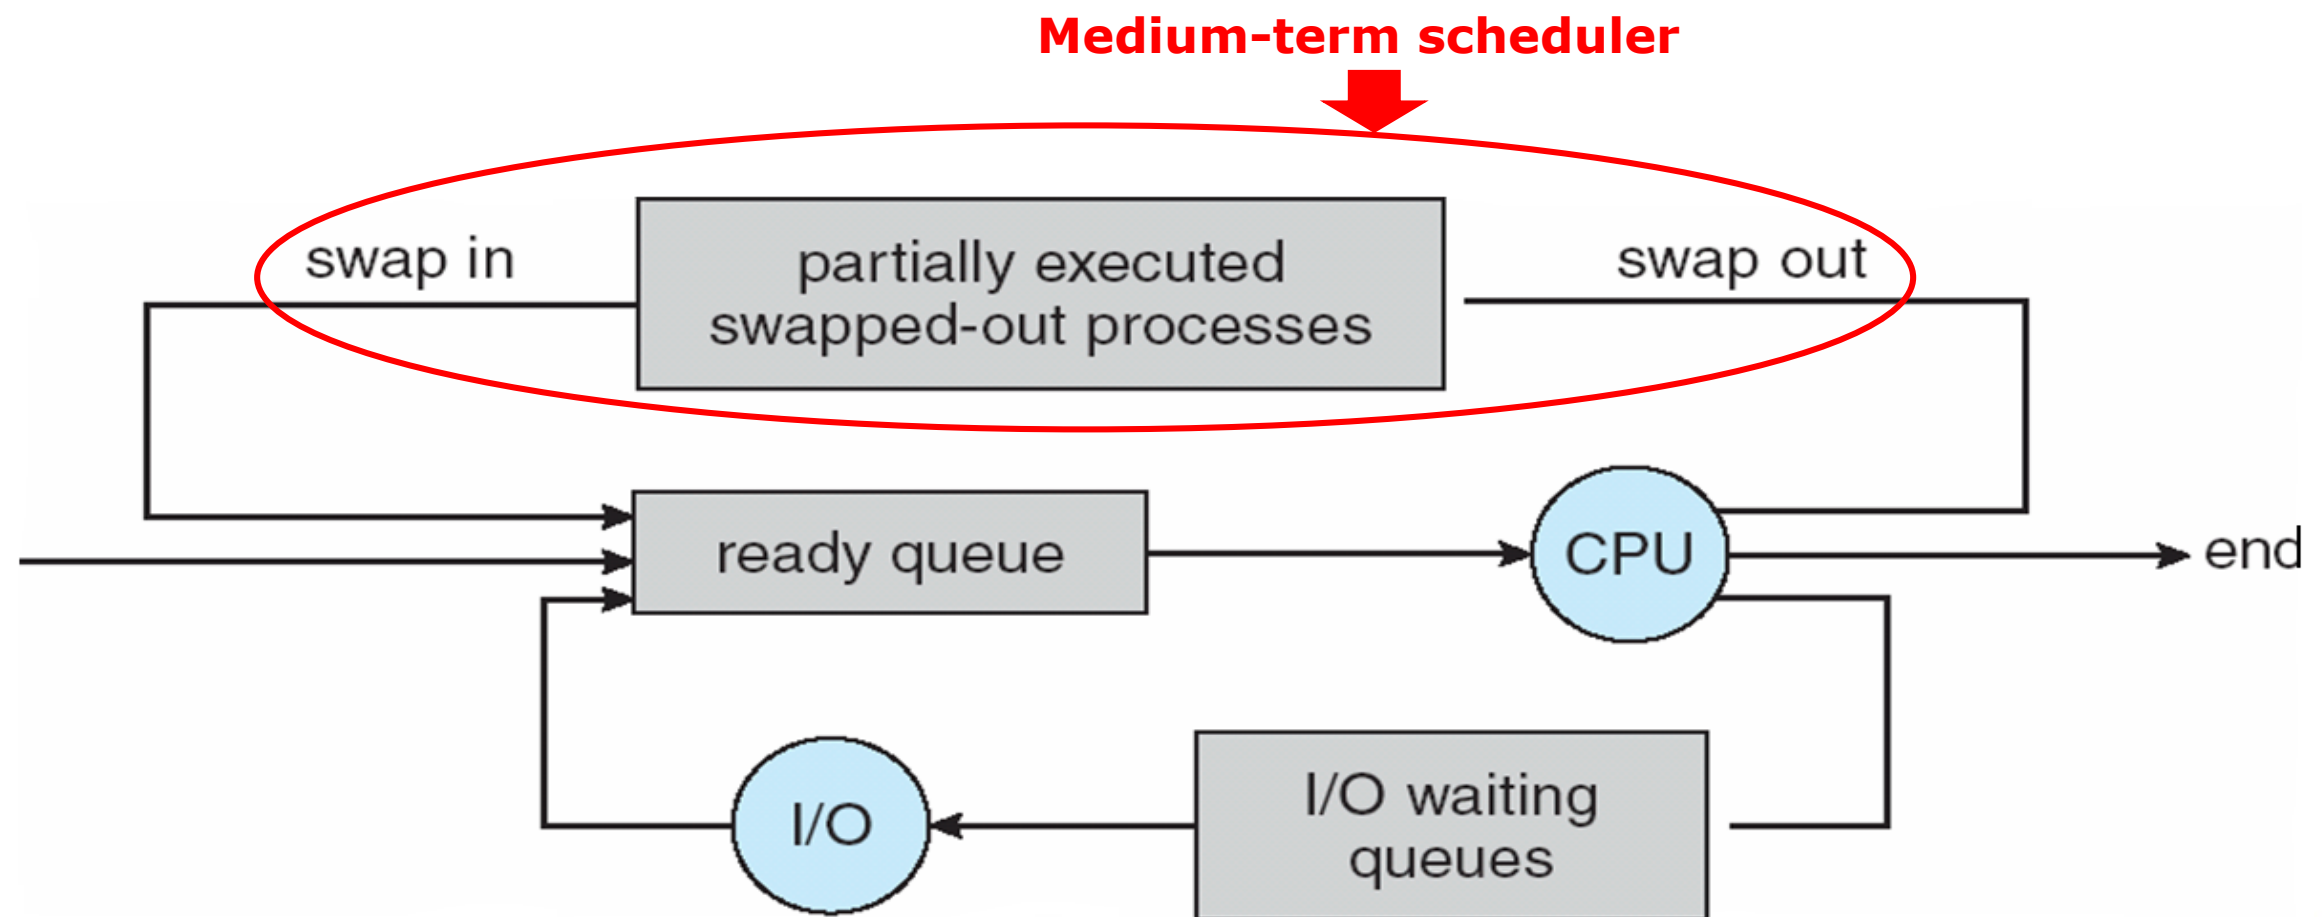 Medium-term scheduler
swap in
partially executed
swapped-out processes
swap out
ready queue
CPU
end
I/O
I/O waiting
queues